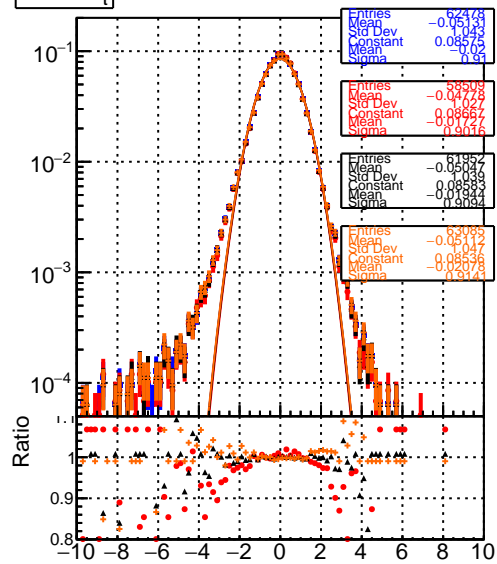 t
Entries 62478
Mean −0.05131
Std Dev 1.043
Constant 0.08575
Mean −0.02
Sigma 0.91
Entries 58509
Mean −0.04778
Std Dev 1.027
Constant 0.08667
Mean −0.01727
Sigma 0.9016
Entries 61952
Mean −0.05047
Std Dev 1.039
Constant 0.08583
Mean −0.01944
Sigma 0.9094
Entries 63085
Mean −0.05112
Std Dev 1.047
Constant 0.08536
Mean −0.02078
Sigma 0.9141
10−1
10−2
10−3
10−4
1.1
1
0.9
0.8
Ratio
−10 −8 −6 −4 −2 0 2 4 6 8 10